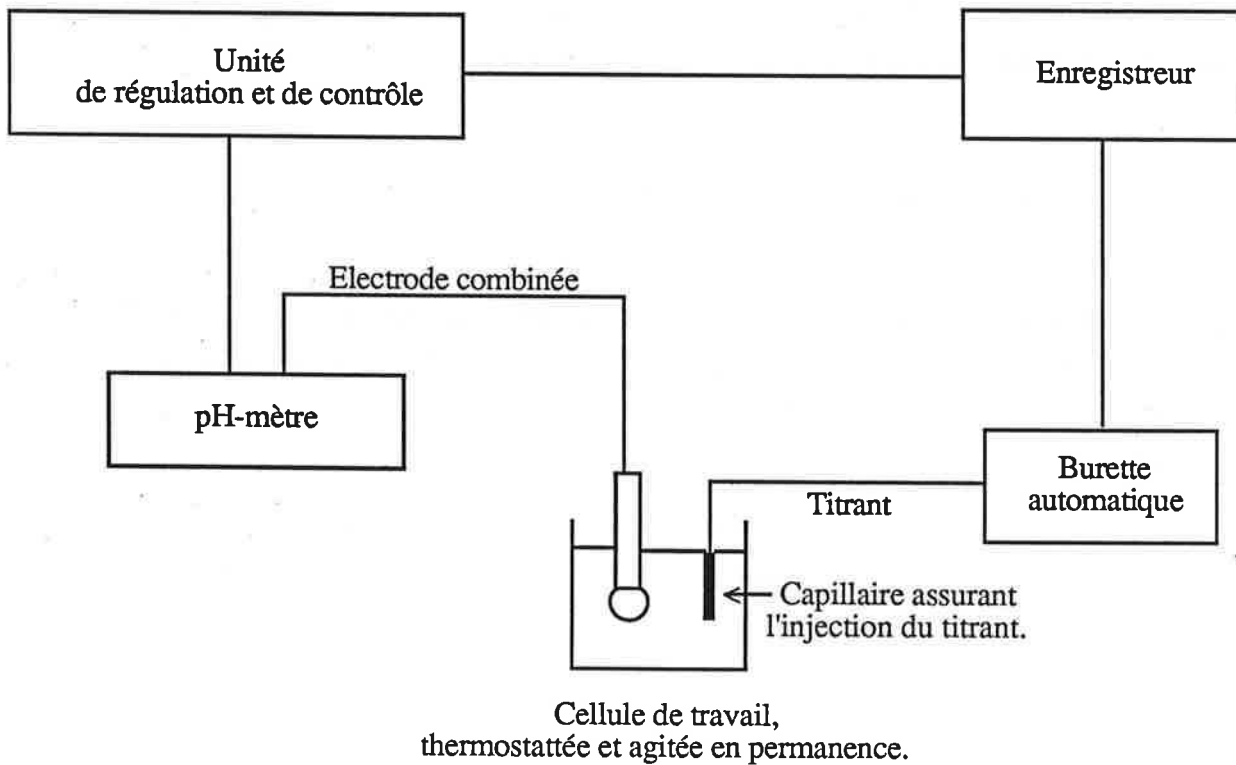 Unité
de régulation et de contrôle
Enregistreur
Electrode combinée
pH-mètre
Burette
automatique
Titrant
Capillaire assurant
l'injection du titrant.
Cellule de travail,
thermostattée et agitée en permanence.